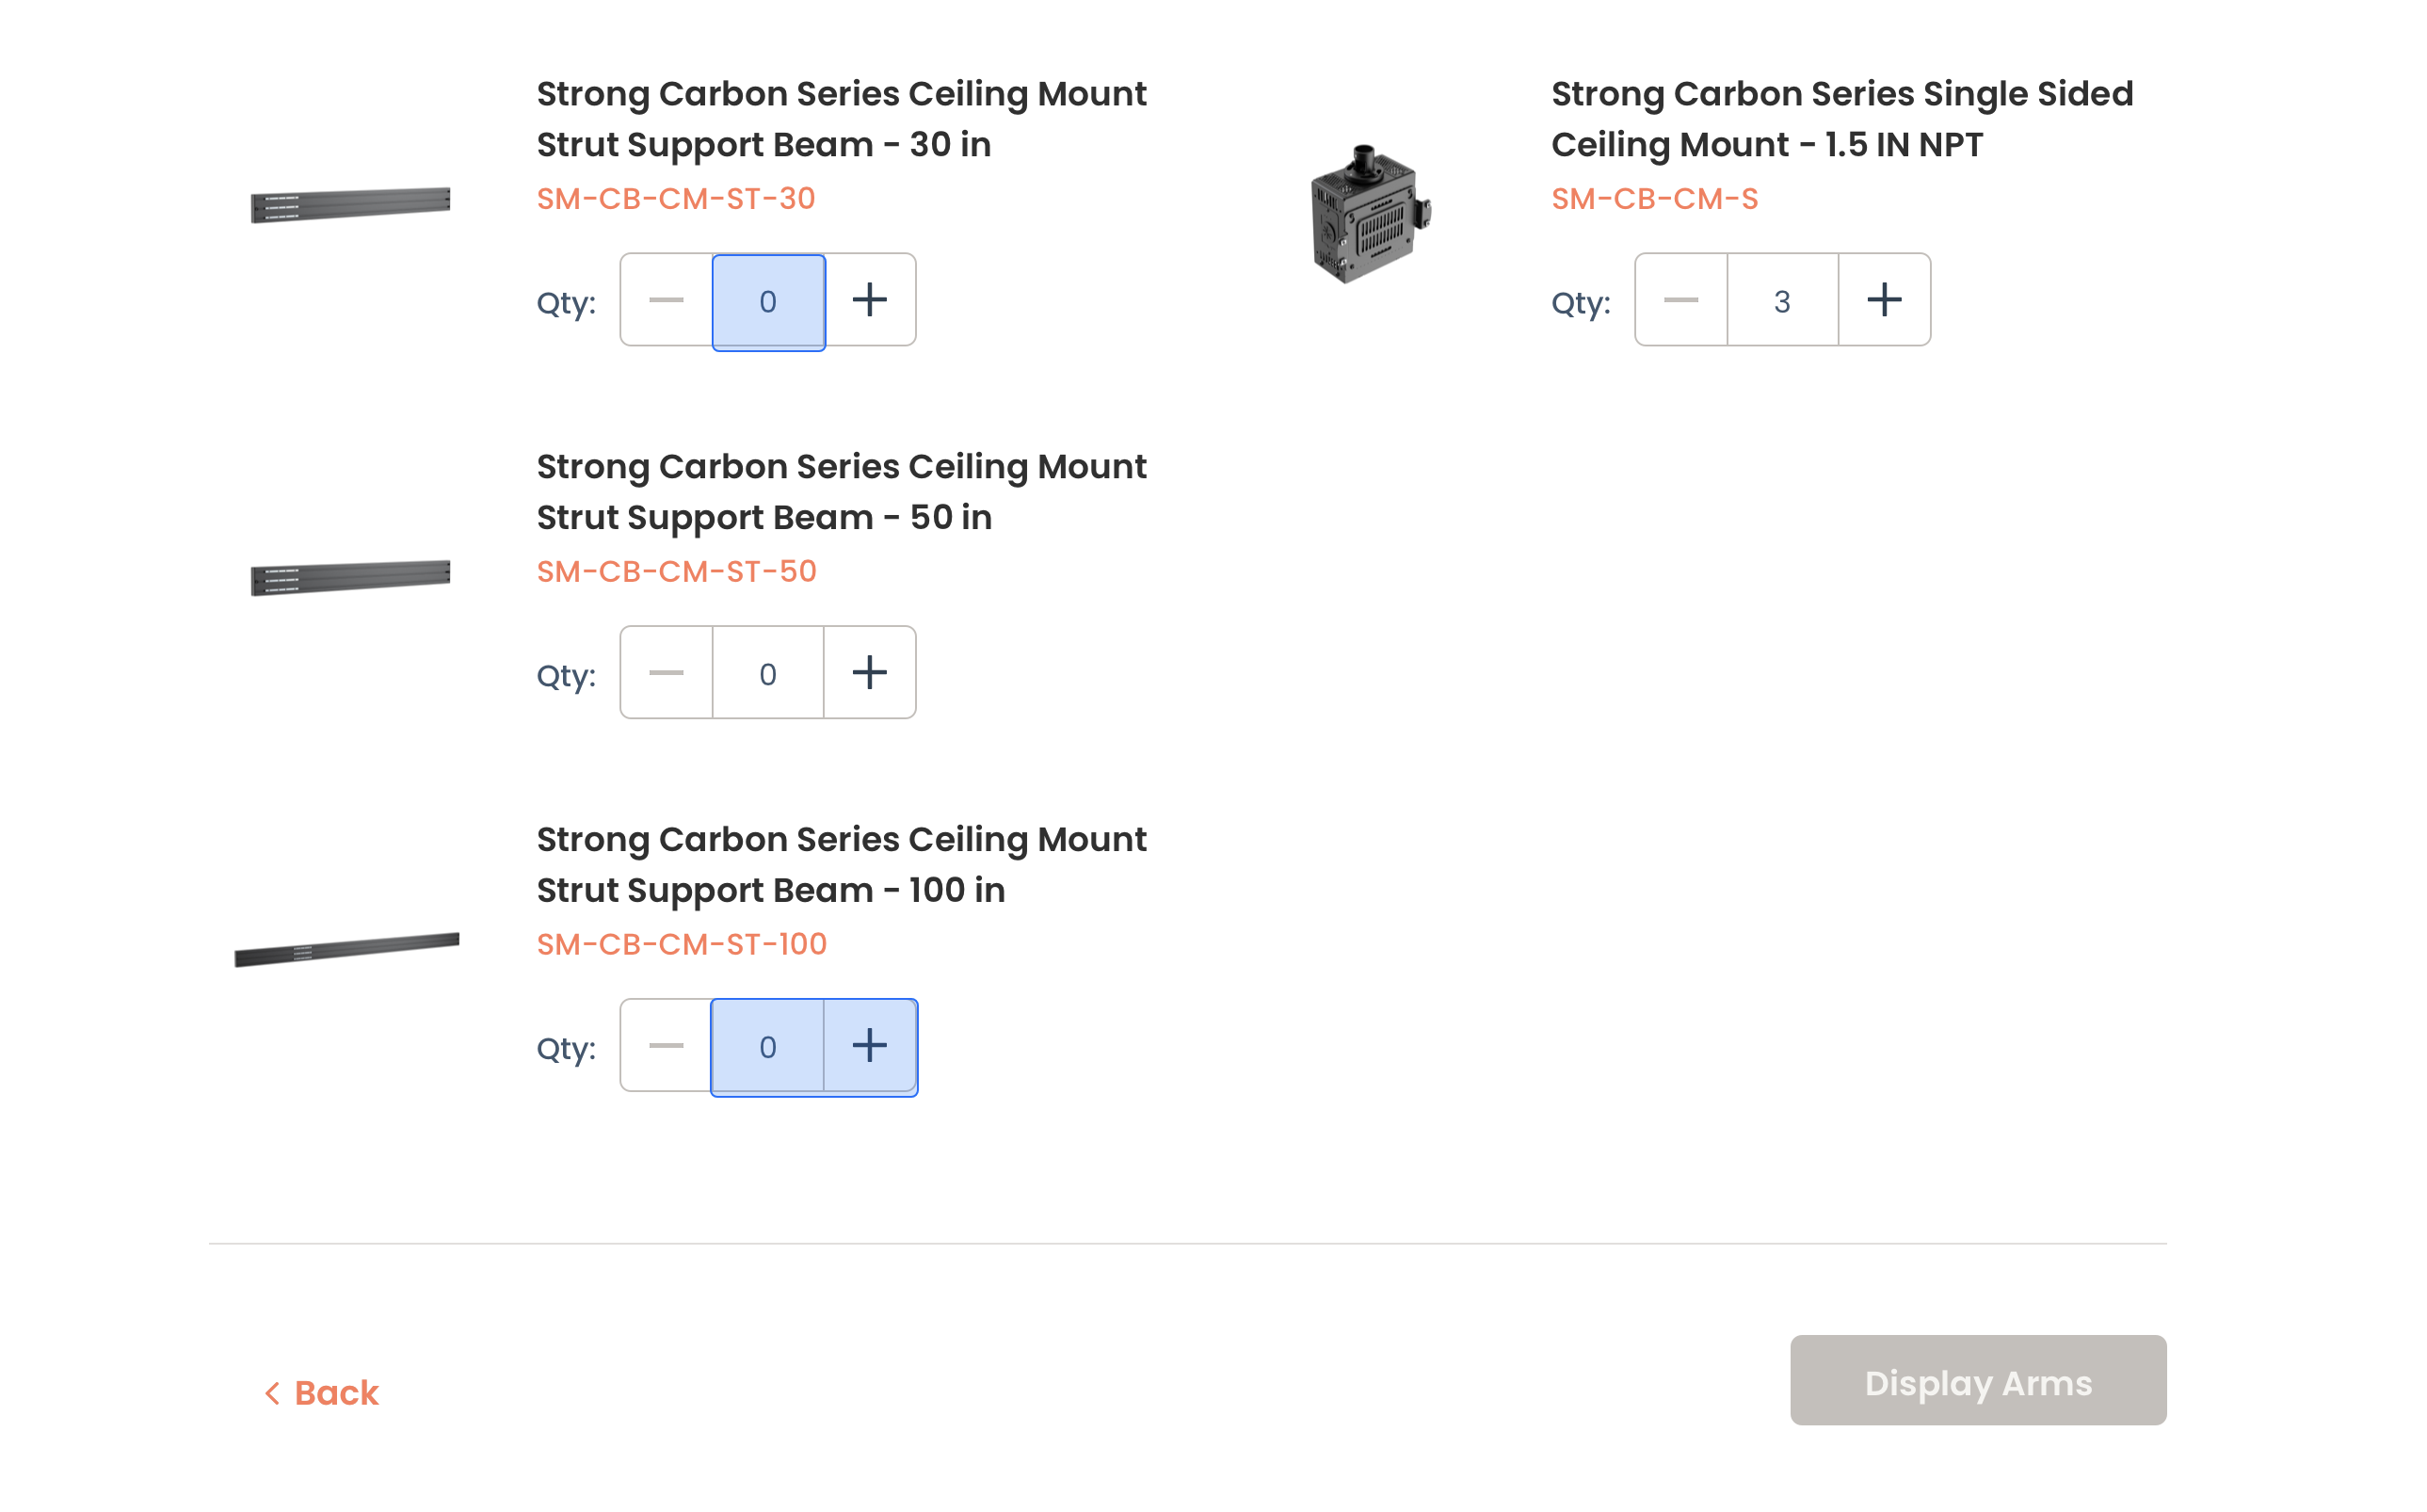 Strong Carbon Series Ceiling Mount
Strut Support Beam - 30 in
SM-CB-CM-ST-30
Qty: 0
Strong Carbon Series Single Sided
Ceiling Mount - 1.5 IN NPT
SM-CB-CM-S
Qty: 3
Strong Carbon Series Ceiling Mount
Strut Support Beam - 50 in
SM-CB-CM-ST-50
Qty: 0
Strong Carbon Series Ceiling Mount
Strut Support Beam - 100 in
SM-CB-CM-ST-100
Qty: 0
Back
Display Arms